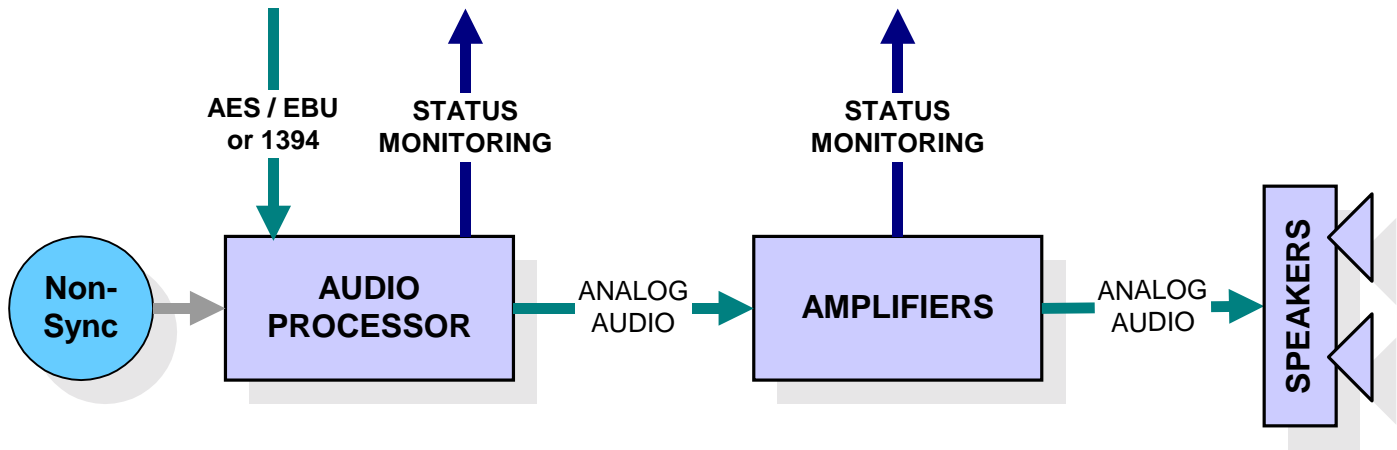 AES / EBU
or 1394
STATUS
MONITORING
STATUS
MONITORING
Non-
Sync
AUDIO
PROCESSOR
ANALOG
AUDIO
AMPLIFIERS
ANALOG
AUDIO
SPEAKERS